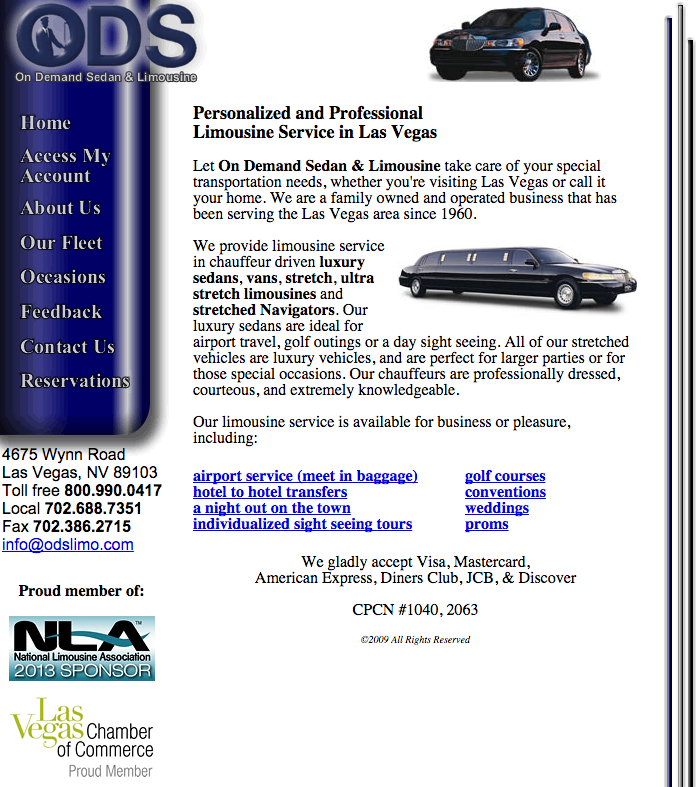 ODS
On Demand Sedan & Limousine
Home
Access My
Account
About Us
Our Fleet
Occasions
Feedback
Contact Us
Reservations
4675 Wynn Road
Las Vegas, NV 89103
Toll free 800.990.0417
Local 702.688.7351
Fax 702.386.2715
info@odslimo.com
Proud member of:
NLA™
National Limousine Association
2013 SPONSOR
Las
Vegas Chamber
of Commerce
Proud Member
Personalized and Professional
Limousine Service in Las Vegas
Let On Demand Sedan & Limousine take care of your special
transportation needs, whether you're visiting Las Vegas or call it
your home. We are a family owned and operated business that has
been serving the Las Vegas area since 1960.
We provide limousine service
in chauffeur driven luxury
sedans, vans, stretch, ultra
stretch limousines and
stretched Navigators. Our
luxury sedans are ideal for
airport travel, golf outings or a day sight seeing. All of our stretched
vehicles are luxury vehicles, and are perfect for larger parties or for
those special occasions. Our chauffeurs are professionally dressed,
courteous, and extremely knowledgeable.
Our limousine service is available for business or pleasure,
including:
airport service (meet in baggage) golf courses
hotel to hotel transfers conventions
a night out on the town weddings
individualized sight seeing tours proms
We gladly accept Visa, Mastercard,
American Express, Diners Club, JCB, & Discover
CPCN #1040, 2063
©2009 All Rights Reserved